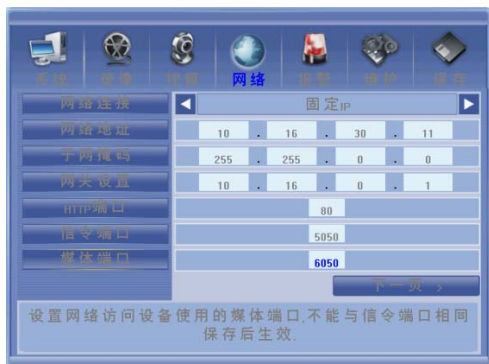 系统 录像 球机 网络 报警 维护 保存
网络连接 固定IP
网络地址 10 . 16 . 30 . 11
子网掩码 255 . 255 . 0 . 0
网关设置 10 . 16 . 0 . 1
HTTP端口 80
信令端口 5050
媒体端口 6050
下一页 >
设置网络访问设备使用的媒体端口,不能与信令端口相同
保存后生效.